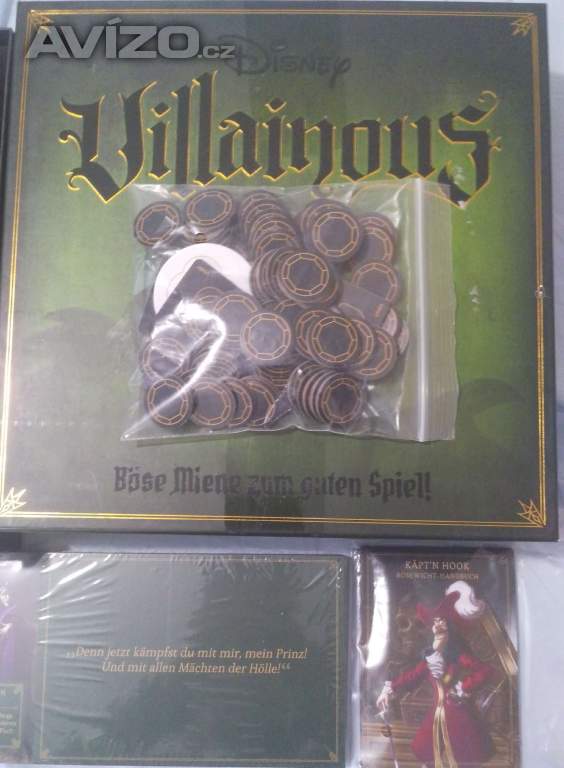 AVÍZO.cz
Disney
Villainous
Böse Miene zum guten Spiel!
„Denn jetzt kämpfst du mit mir, mein Prinz!
Und mit allen Mächten der Hölle!“
KÄPT'N HOOK
BÖSEWICHT-HANDBUCH